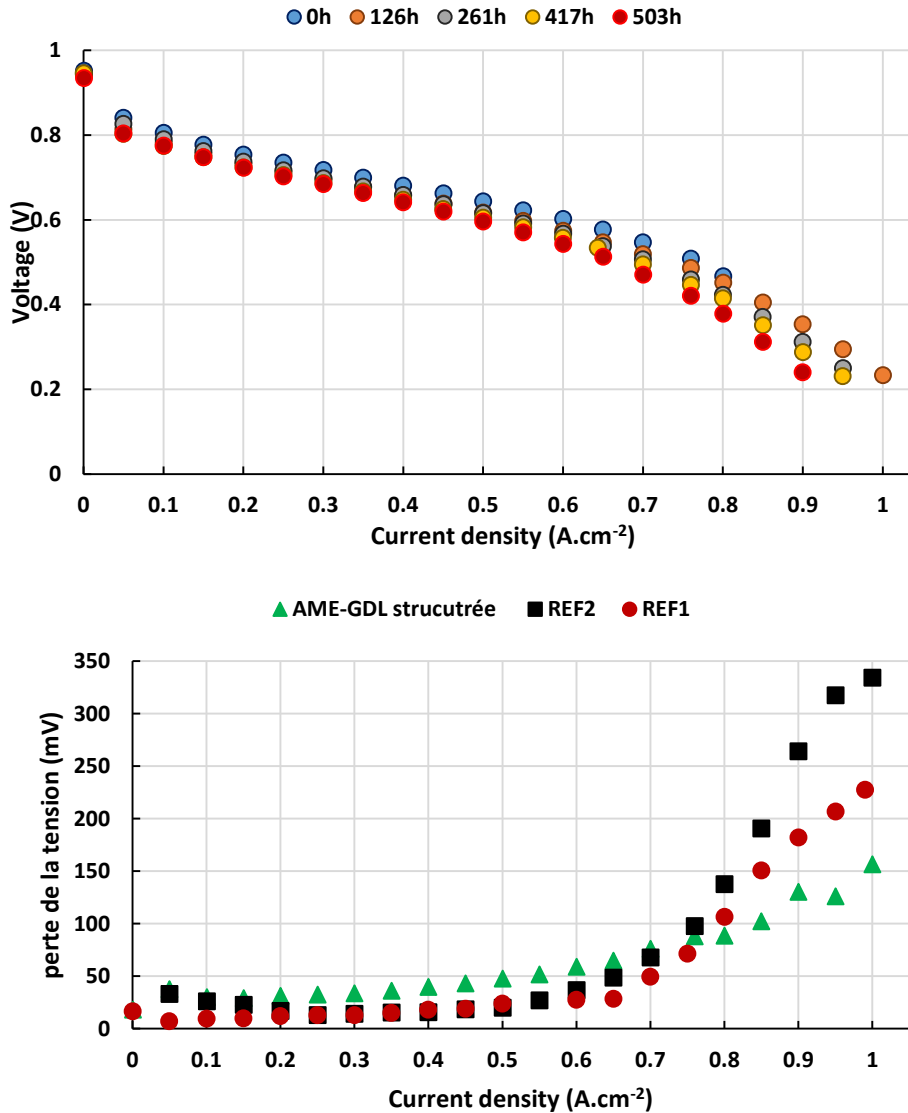 0h 126h 261h 417h 503h
1
0.8
0.6
0.4
0.2
0
Voltage (V)
0 0.1 0.2 0.3 0.4 0.5 0.6 0.7 0.8 0.9 1
Current density (A.cm-2)
AME-GDL strucutrée REF2 REF1
350
300
250
200
150
100
50
0
perte de la tension (mV)
0 0.1 0.2 0.3 0.4 0.5 0.6 0.7 0.8 0.9 1
Current density (A.cm-2)